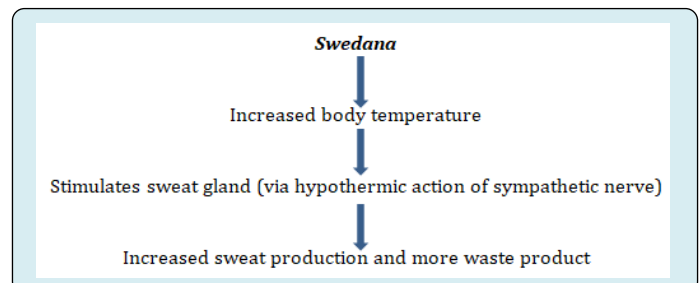 Swedana
Increased body temperature
Stimulates sweat gland (via hypothermic action of sympathetic nerve)
Increased sweat production and more waste product